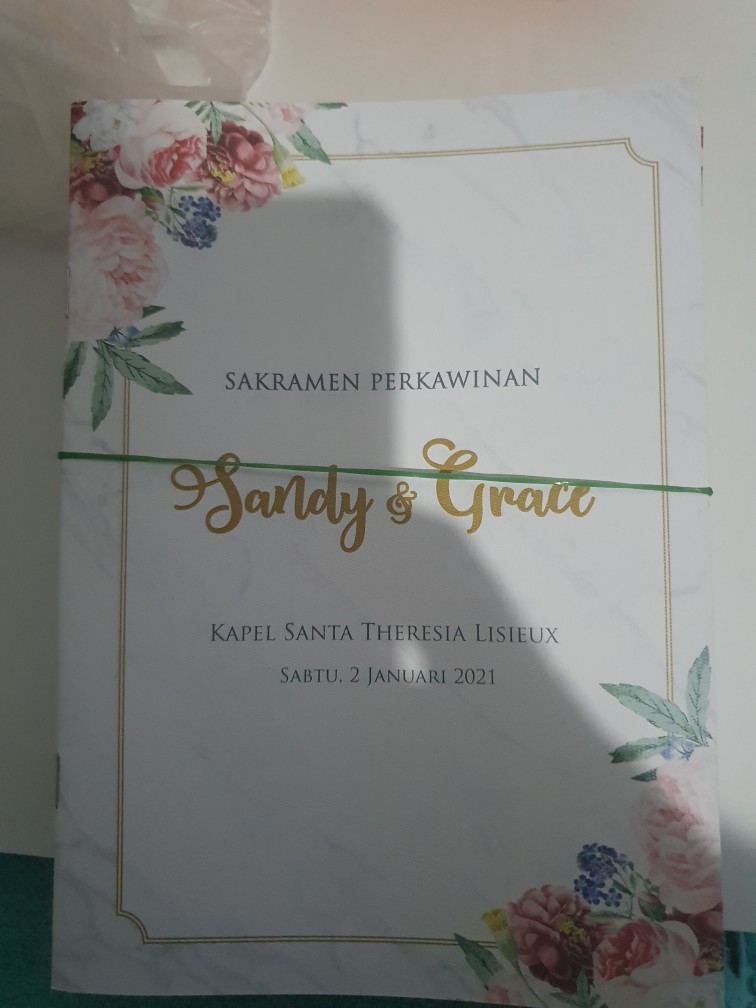 SAKRAMEN PERKAWINAN
Sandy & Grace
KAPEL SANTA THERESIA LISIEUX
SABTU, 2 JANUARI 2021